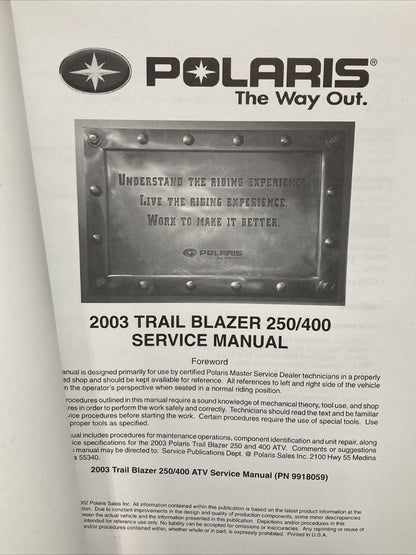 POLARIS®
The Way Out.
UNDERSTAND THE RIDING EXPERIENCE.
LIVE THE RIDING EXPERIENCE.
WORK TO MAKE IT BETTER.
POLARIS
The Way Out.
2003 TRAIL BLAZER 250/400
SERVICE MANUAL
Foreword
anual is designed primarily for use by certified Polaris Master Service Dealer technicians in a properly
ed shop and should be kept available for reference. All references to left and right side of the vehicle
m the operator's perspective when seated in a normal riding position.
rocedures outlined in this manual require a sound knowledge of mechanical theory, tool use, and shop
res in order to perform the work safely and correctly. Technicians should read the text and be familiar
vice procedures before starting the work. Certain procedures require the use of special tools. Use
proper tools as specified.
ual includes procedures for maintenance operations, component identification and unit repair, along
ice specifications for the 2003 Polaris Trail Blazer 250 and 400 ATV. Comments or suggestions
manual may be directed to: Service Publications Dept. @ Polaris Sales Inc. 2100 Hwy 55 Medina
a 55340.
2003 Trail Blazer 250/400 ATV Service Manual (PN 9918059)
002 Polaris Sales Inc. All information contained within this publication is based on the latest product information at the
tion. Due to constant improvements in the design and quality of production components, some minor discrepancies
ween the actual vehicle and the information presented in this publication. Depictions and/or procedures in this
intended for reference use only. No liability can be accepted for omissions or inaccuracies. Any reprinting or reuse of
and/or procedures contained within, whether whole or in part, is expressly prohibited. Printed in U.S.A.